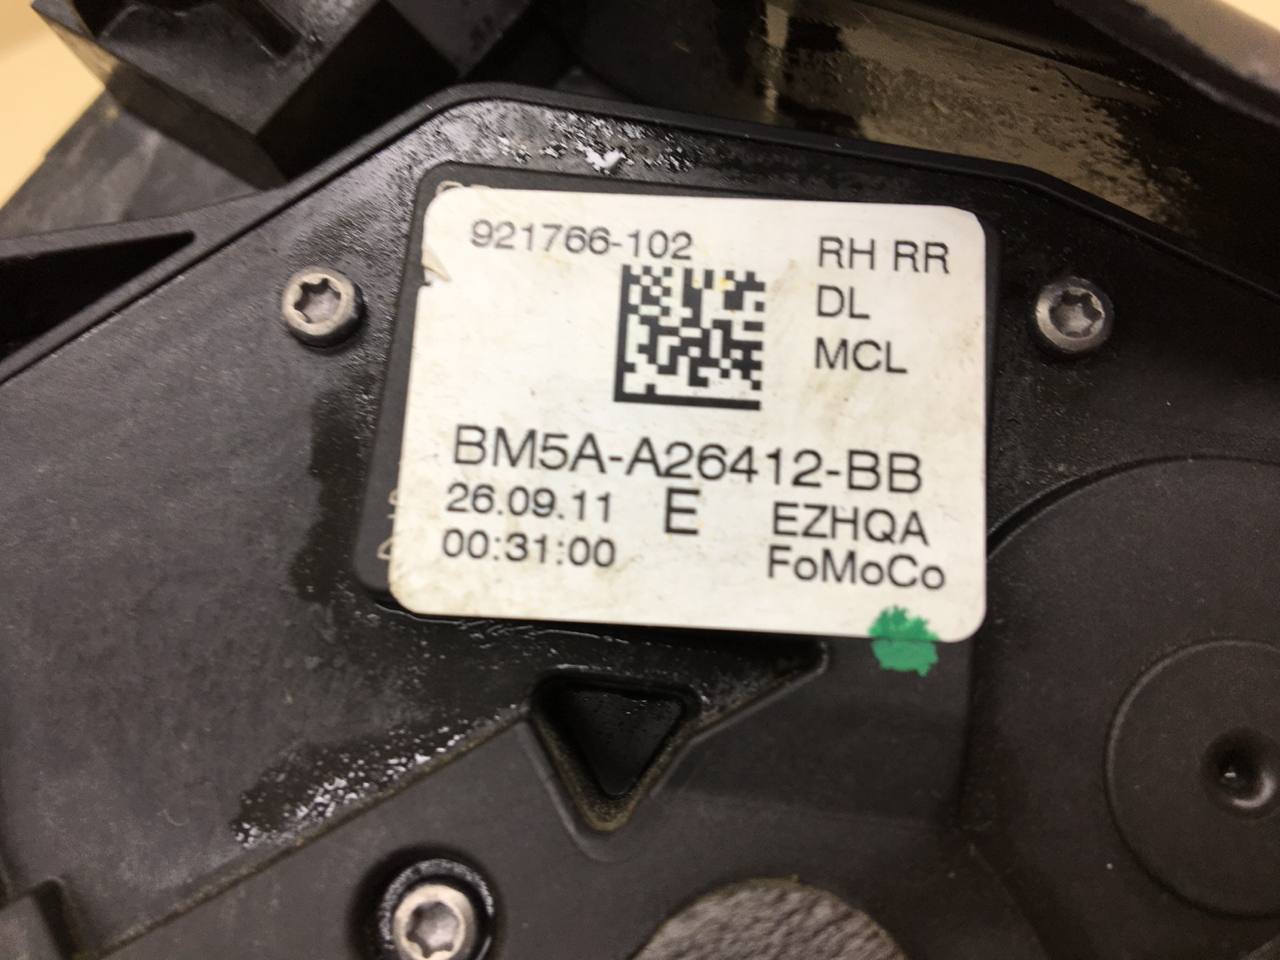 921766-102
RH RR
DL
MCL
BM5A-A26412-BB
26.09.11 E EZHQA
00:31:00 FoMoCo